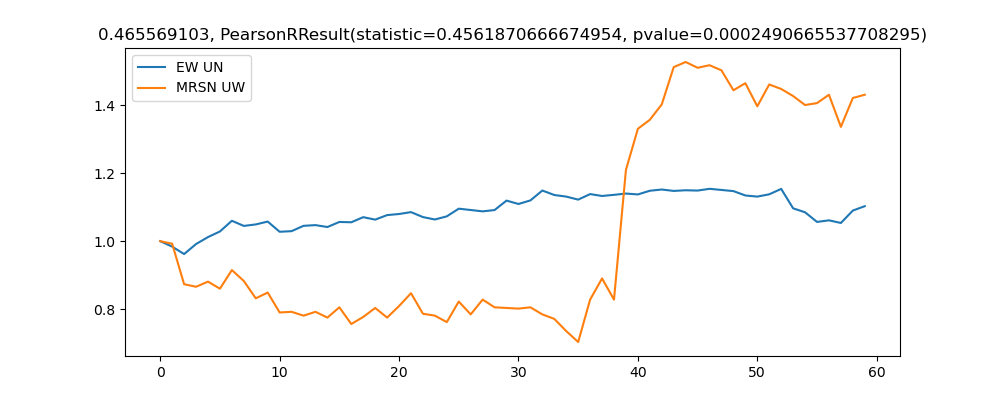 0.465569103, PearsonRResult(statistic=0.4561870666674954, pvalue=0.0002490665537708295)
EW UN
MRSN UW
1.4
1.2
1.0
0.8
0 10 20 30 40 50 60